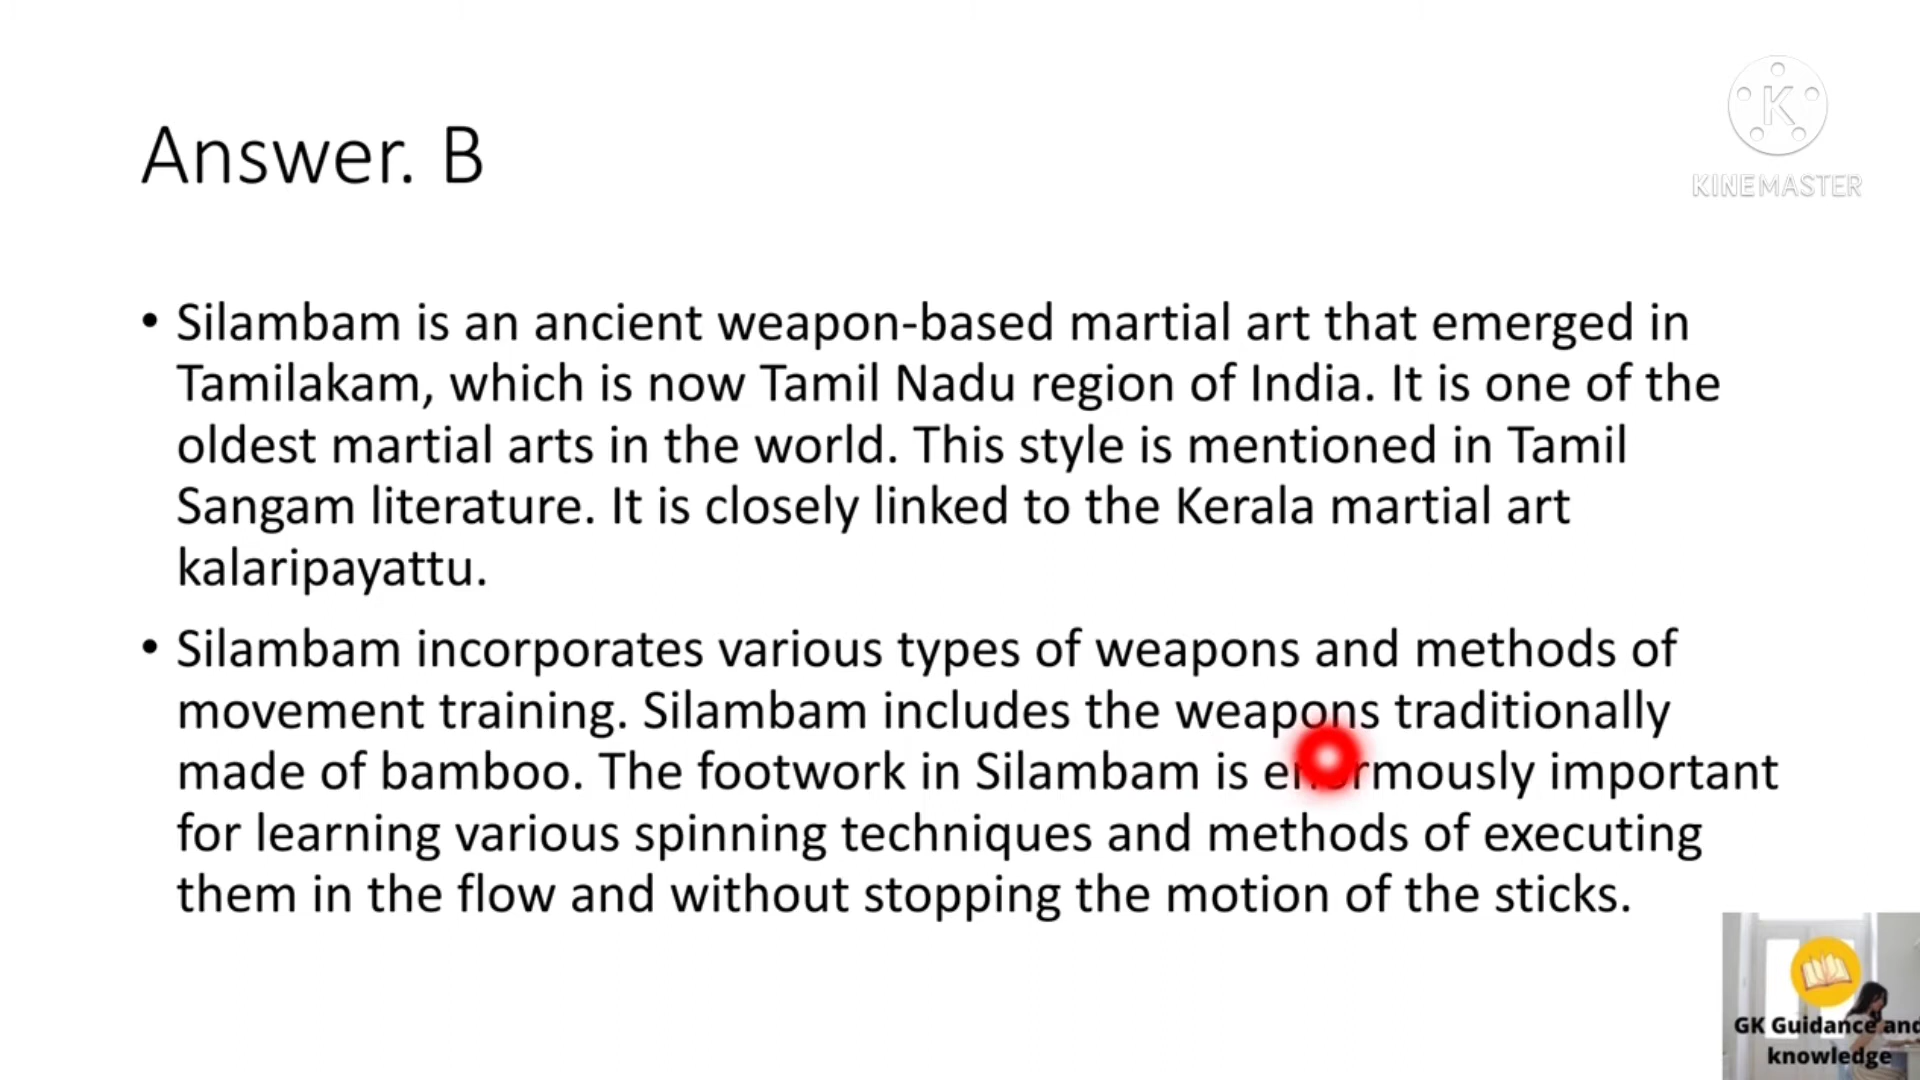 Answer. B
K
KINEMASTER
• Silambam is an ancient weapon-based martial art that emerged in
Tamilakam, which is now Tamil Nadu region of India. It is one of the
oldest martial arts in the world. This style is mentioned in Tamil
Sangam literature. It is closely linked to the Kerala martial art
kalaripayattu.
• Silambam incorporates various types of weapons and methods of
movement training. Silambam includes the weapons traditionally
made of bamboo. The footwork in Silambam is enormously important
for learning various spinning techniques and methods of executing
them in the flow and without stopping the motion of the sticks.
GK Guidance and
knowledge